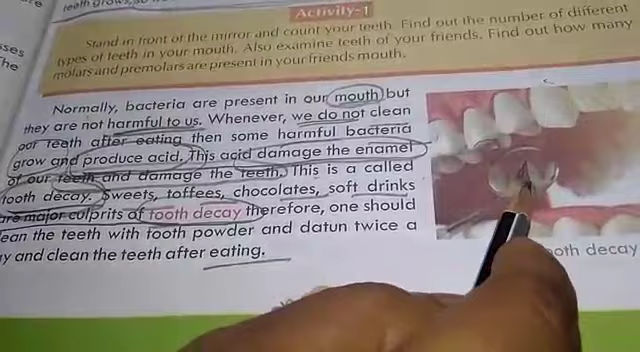 teeth grows, so
Activity-1
Stand in front of the mirror and count your teeth. Find out the number of different
types of teeth in your mouth. Also examine teeth of your friends. Find out how many
molars and premolars are present in your friends mouth.
sses
The
Normally, bacteria are present in our mouth but
they are not harmful to us. Whenever, we do not clean
our teeth after eating then some harmful bacteria
grow and produce acid. This acid damage the enamel
of our teeth and damage the teeth. This is a called
tooth decay. Sweets, toffees, chocolates, soft drinks
are major culprits of tooth decay therefore, one should
lean the teeth with tooth powder and datun twice a
y and clean the teeth after eating.
ooth decay